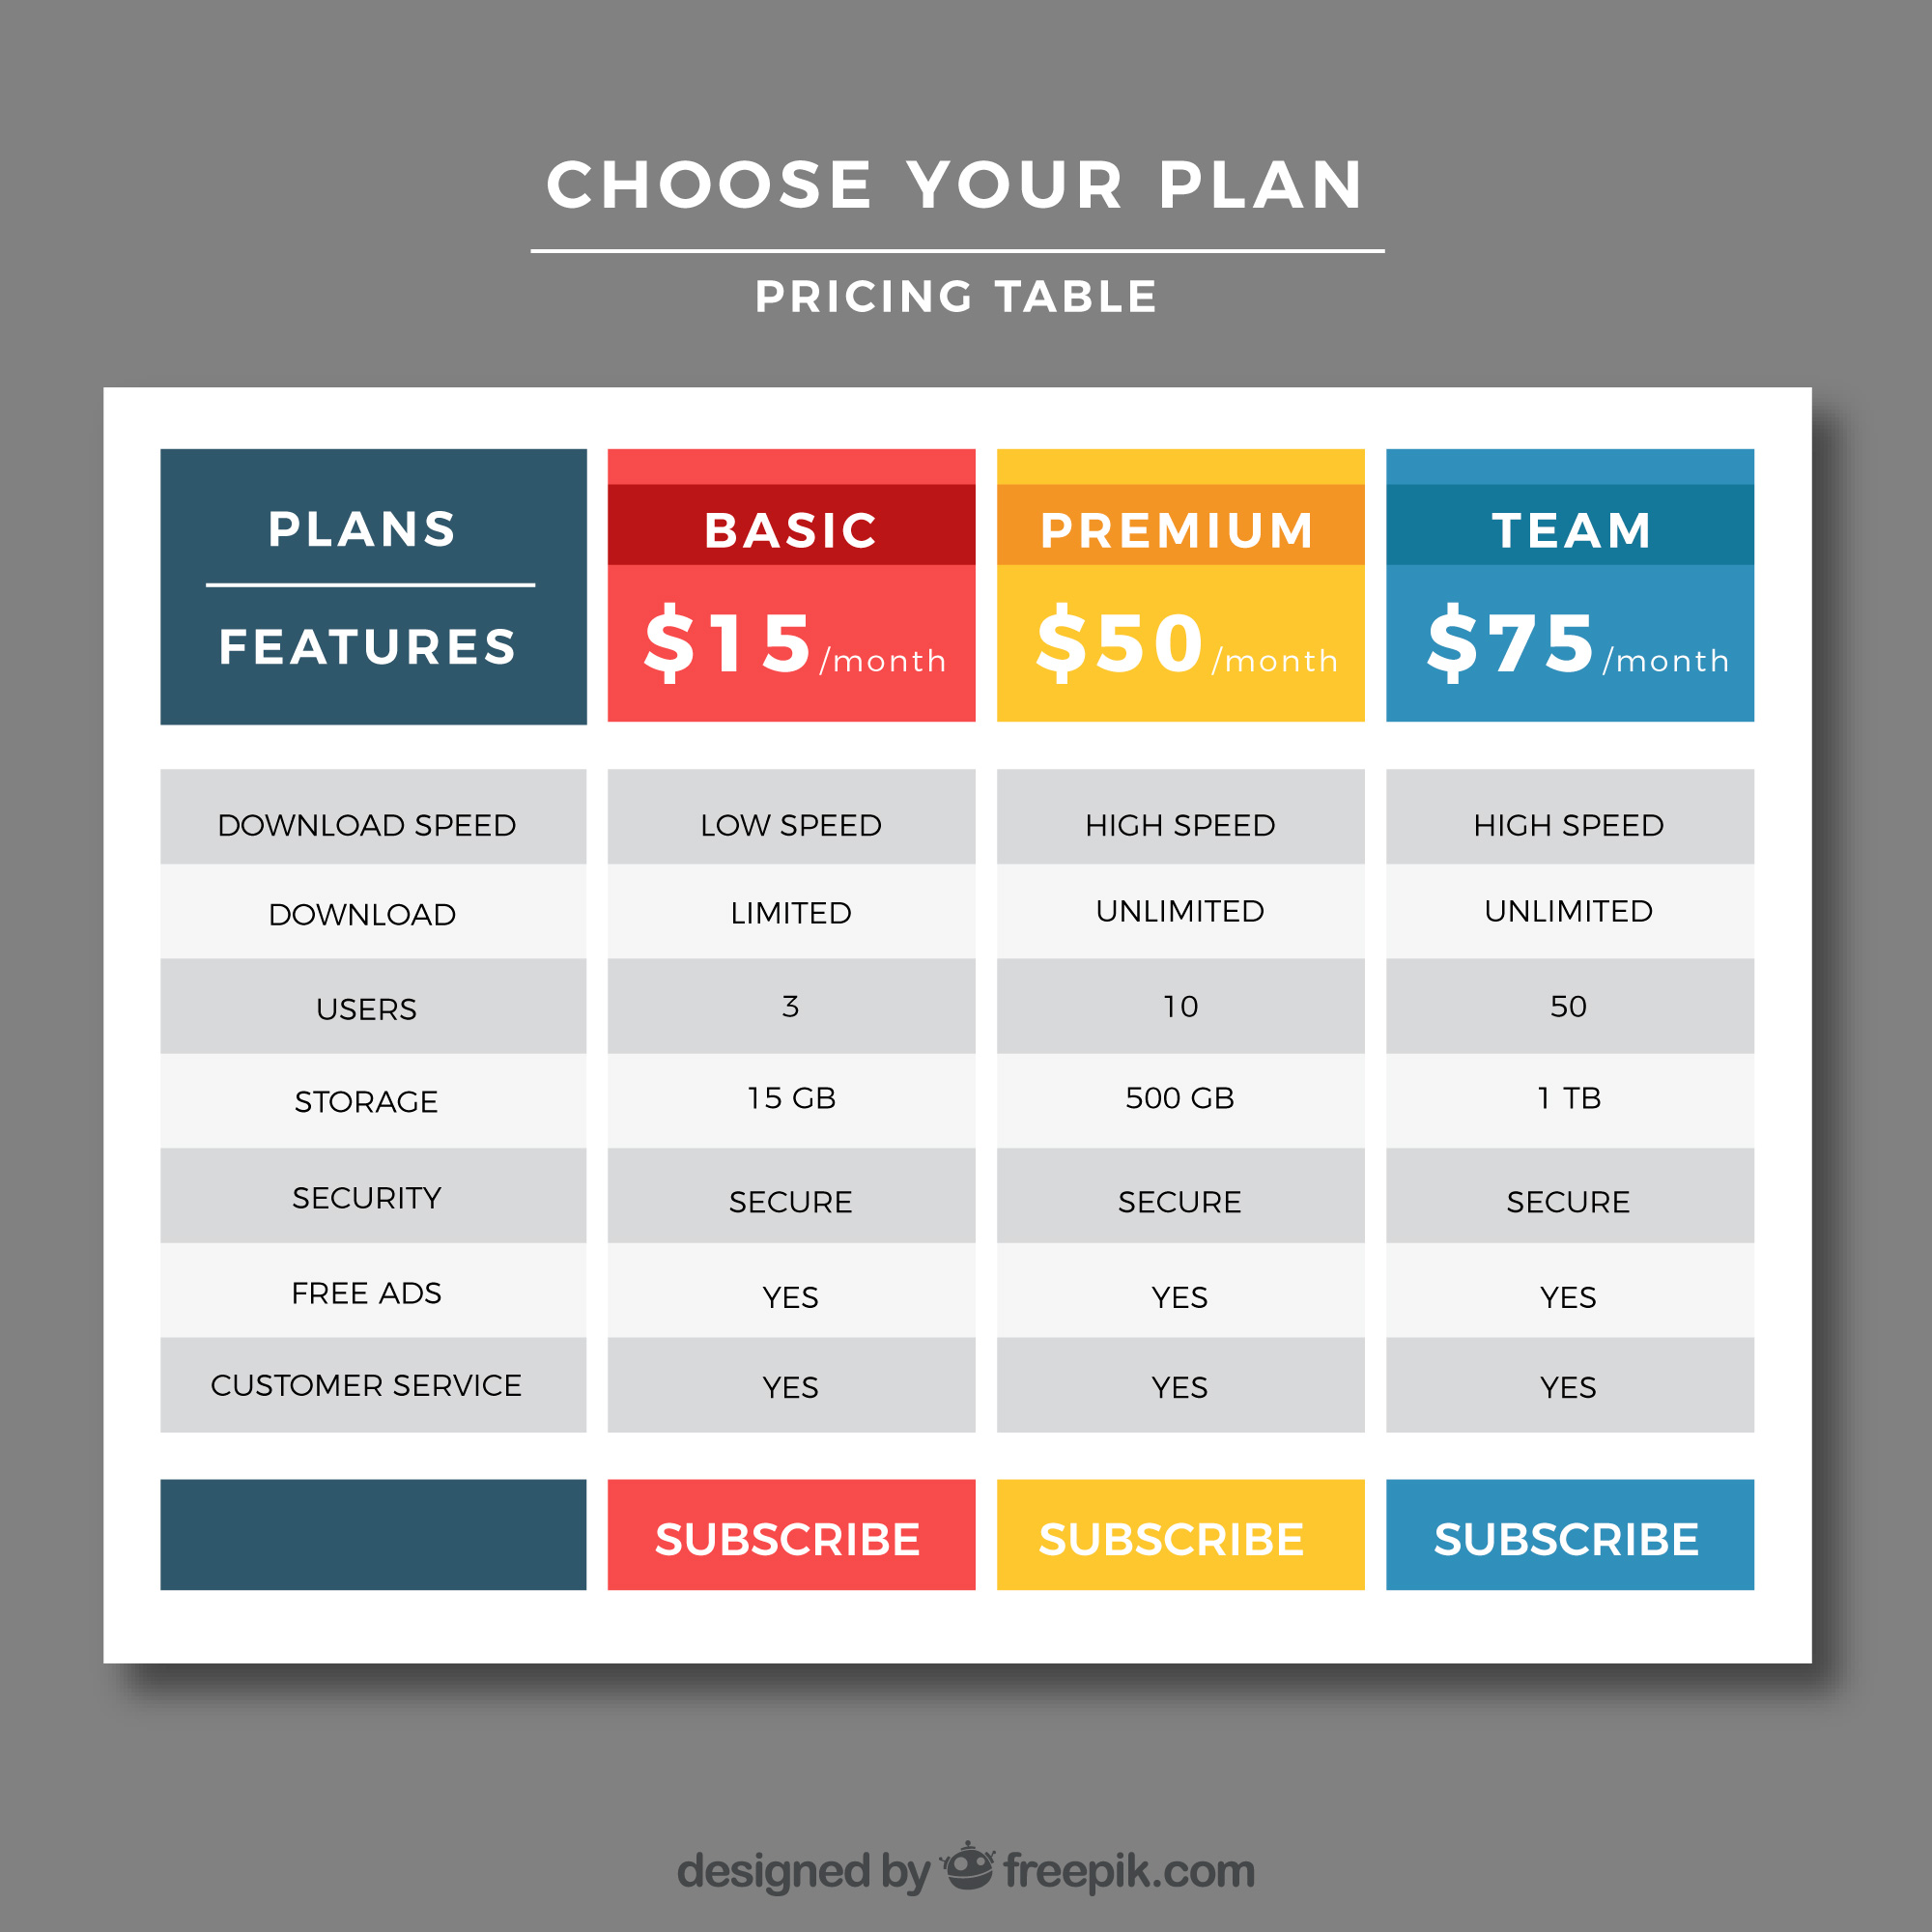 CHOOSE YOUR PLAN
PRICING TABLE
PLANS
FEATURES
BASIC
$15/month
PREMIUM
$50/month
TEAM
$75/month
DOWNLOAD SPEED LOW SPEED HIGH SPEED HIGH SPEED
DOWNLOAD LIMITED UNLIMITED UNLIMITED
USERS 3 10 50
STORAGE 15 GB 500 GB 1 TB
SECURITY SECURE SECURE SECURE
FREE ADS YES YES YES
CUSTOMER SERVICE YES YES YES
SUBSCRIBE SUBSCRIBE SUBSCRIBE
designed by freepik.com